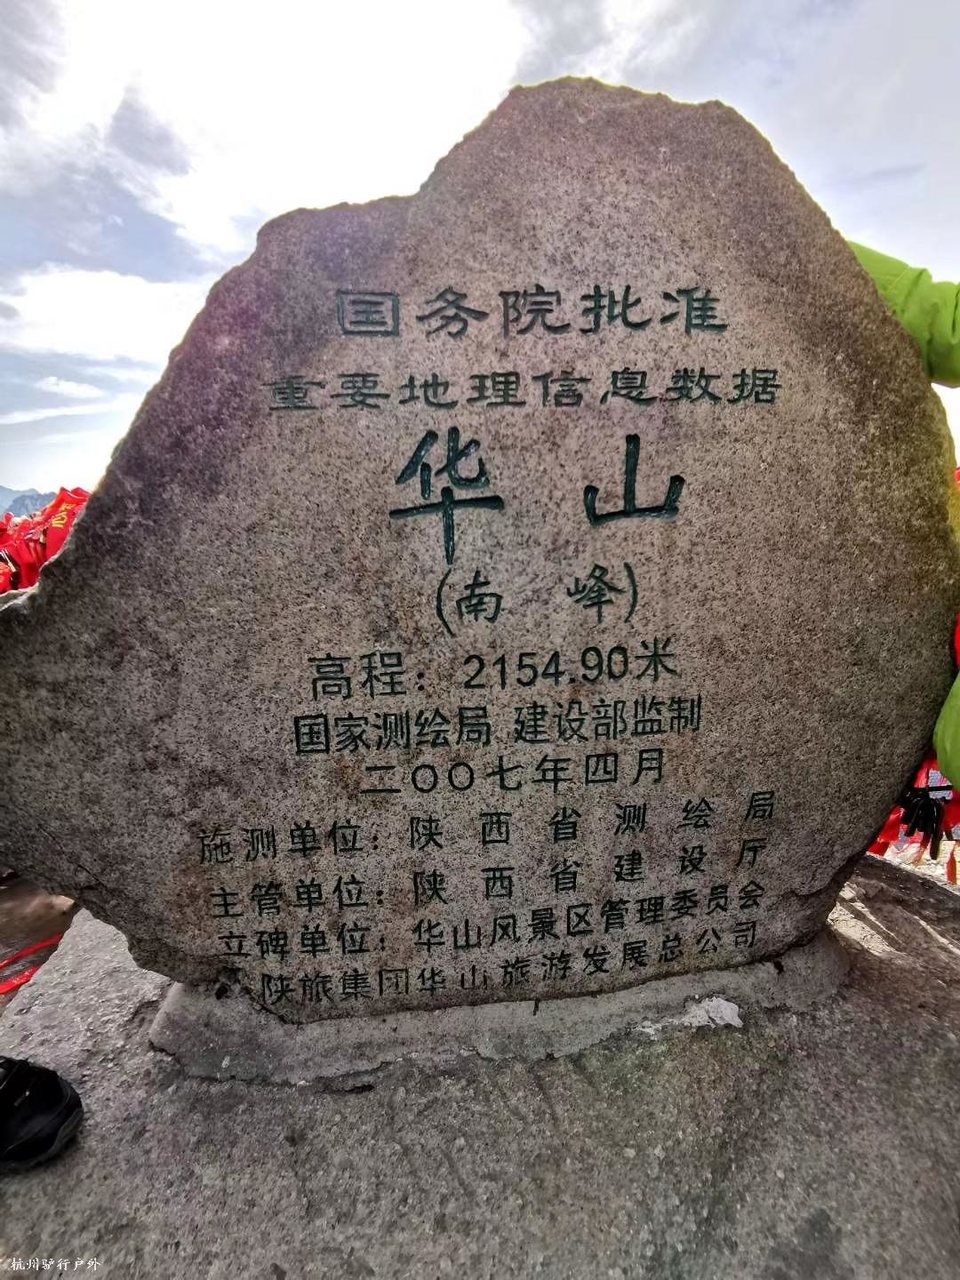 国务院批准
重要地理信息数据
华山
(南峰)
高程：2154.90米
国家测绘局 建设部监制
二〇〇七年四月
施测单位：陕西省测绘局
主管单位：陕西省建设厅
立碑单位：华山风景区管理委员会
陕旅集团华山旅游发展总公司
杭州驴行户外